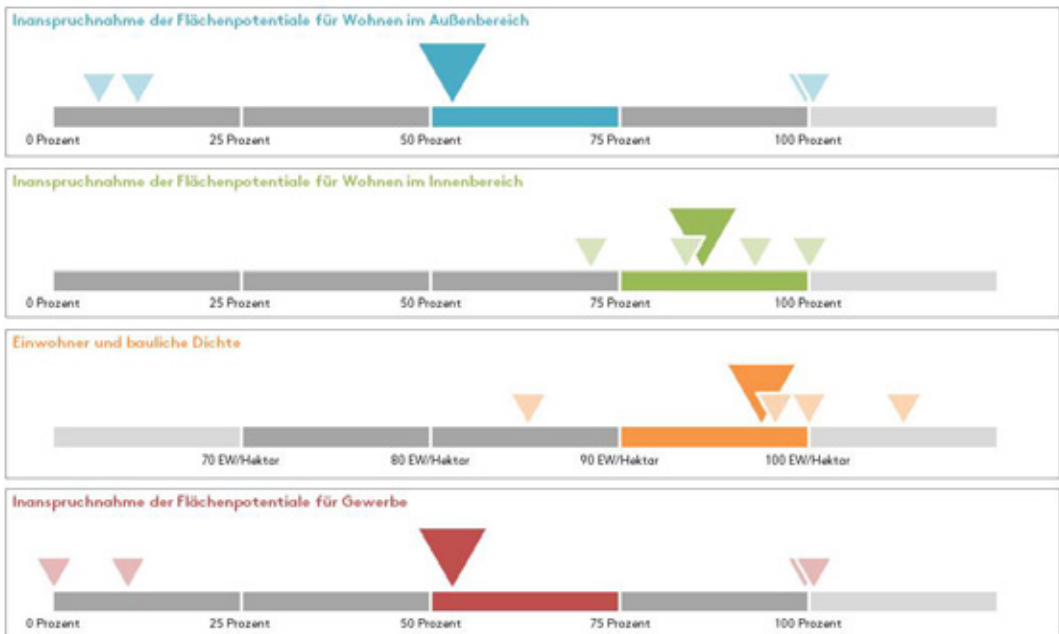 Inanspruchnahme der Flächenpotentiale für Wohnen im Außenbereich
0 Prozent 25 Prozent 50 Prozent 75 Prozent 100 Prozent
Inanspruchnahme der Flächenpotentiale für Wohnen im Innenbereich
0 Prozent 25 Prozent 50 Prozent 75 Prozent 100 Prozent
Einwohner und bauliche Dichte
70 EW/Hektar 80 EW/Hektar 90 EW/Hektar 100 EW/Hektar
Inanspruchnahme der Flächenpotentiale für Gewerbe
0 Prozent 25 Prozent 50 Prozent 75 Prozent 100 Prozent